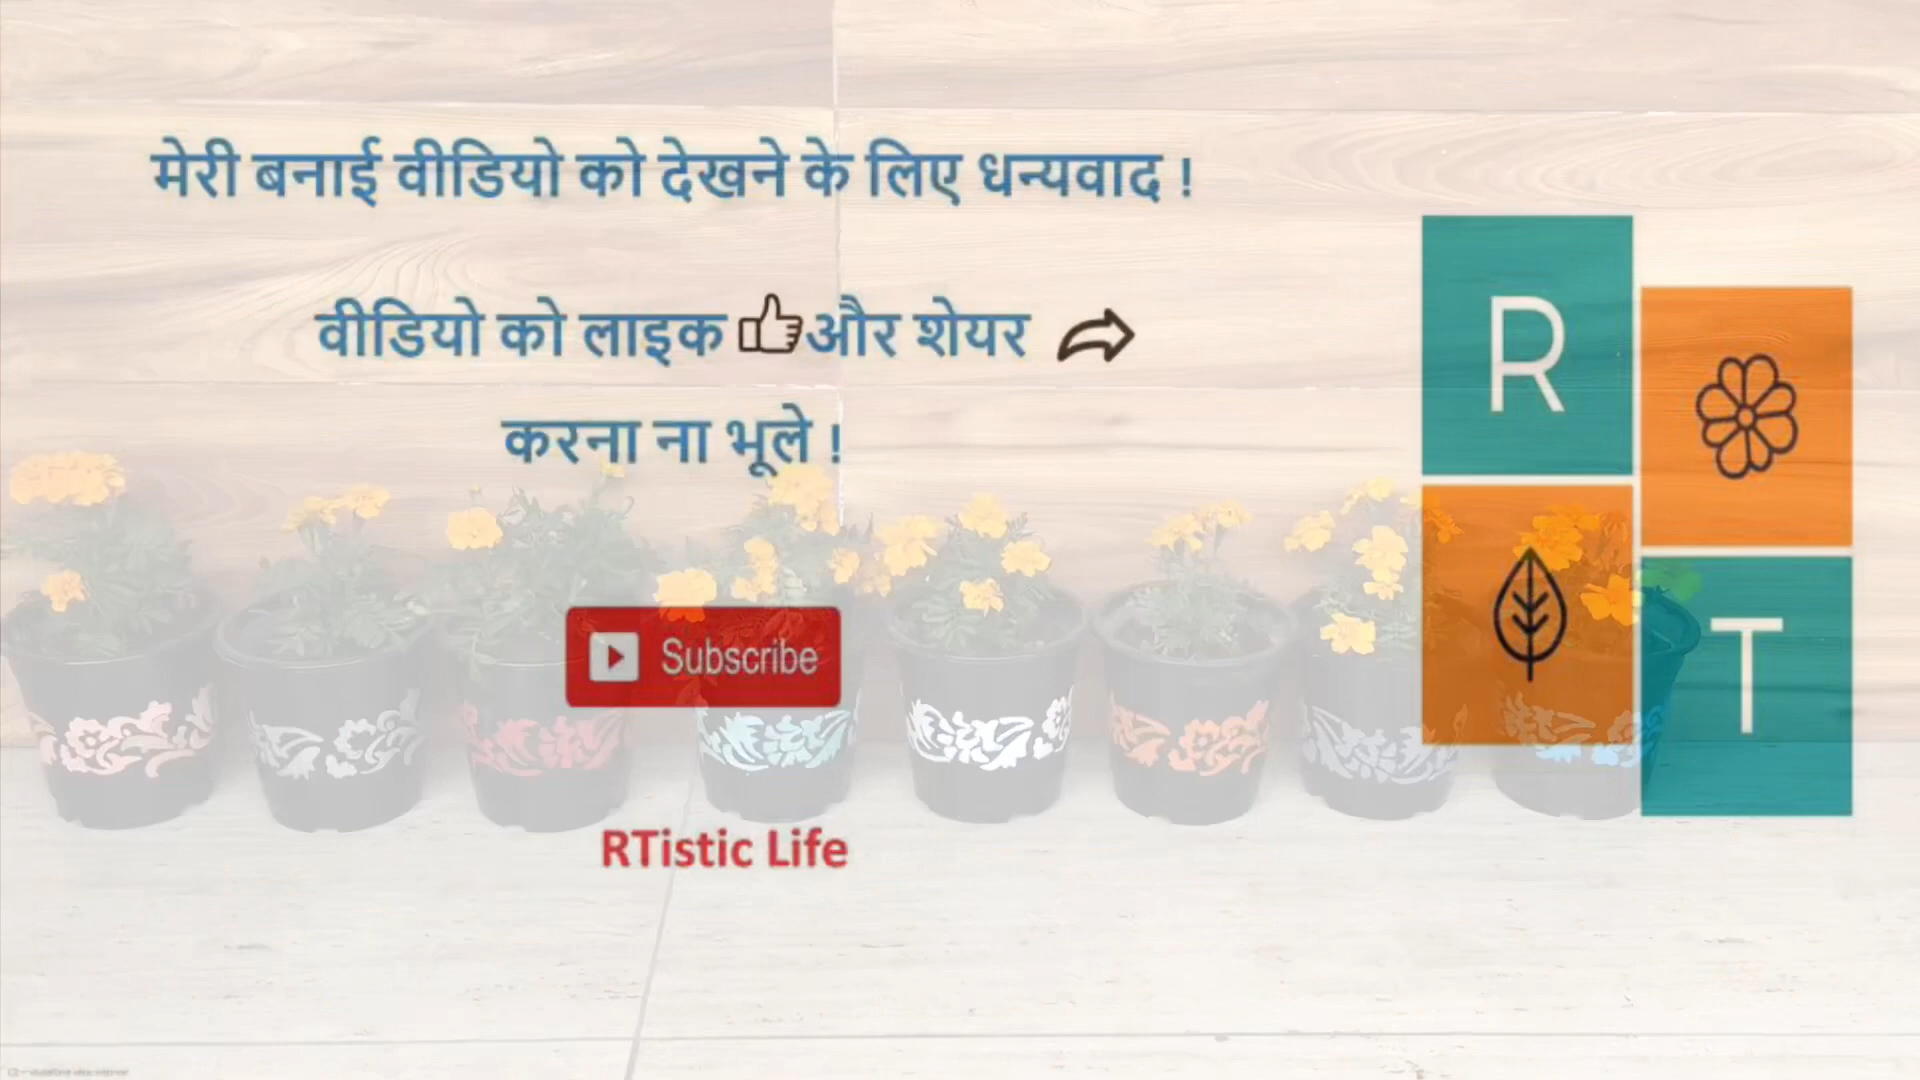 मेरी बनाई वीडियो को देखने के लिए धन्यवाद !
वीडियो को लाइक और शेयर
करना ना भूले !
Subscribe
RTistic Life
R
T